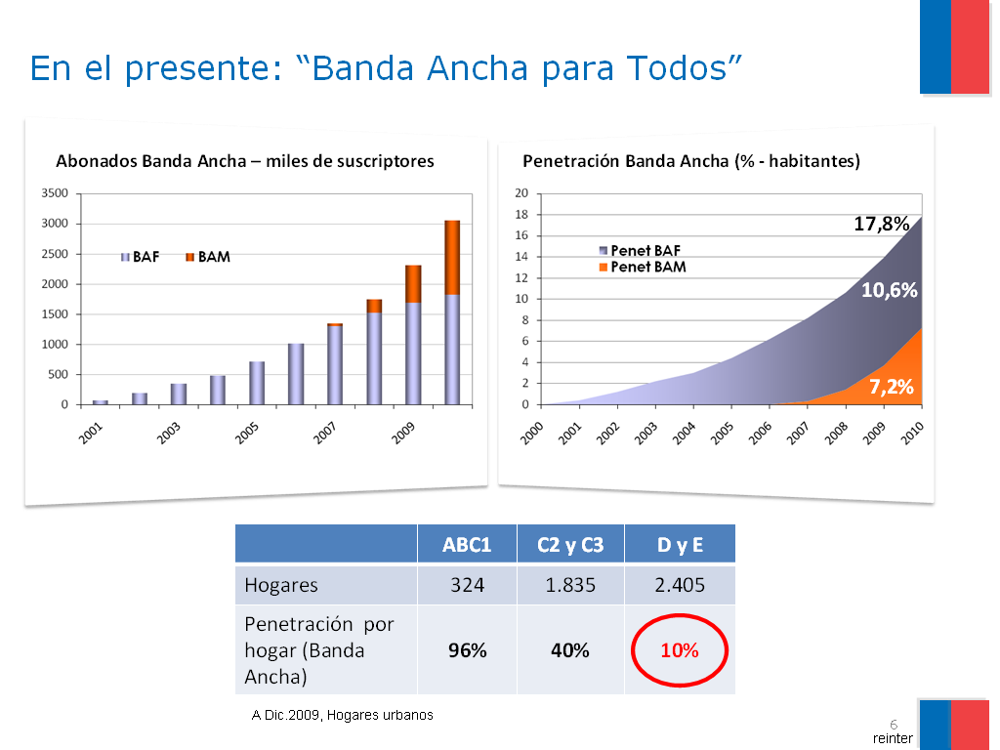 En el presente: “Banda Ancha para Todos”
Abonados Banda Ancha – miles de suscriptores
3500
3000
2500
2000
1500
1000
500
0
BAF
BAM
2001
2003
2005
2007
2009
Penetración Banda Ancha (% - habitantes)
20
18
16
14
12
10
8
6
4
2
0
Penet BAF
Penet BAM
17,8%
10,6%
7,2%
2000
2001
2002
2003
2004
2005
2006
2007
2008
2009
2010
ABC1 C2 y C3 D y E
Hogares 324 1.835 2.405
Penetración por
hogar (Banda 96% 40% 10%
Ancha)
A Dic.2009, Hogares urbanos
6
reinter